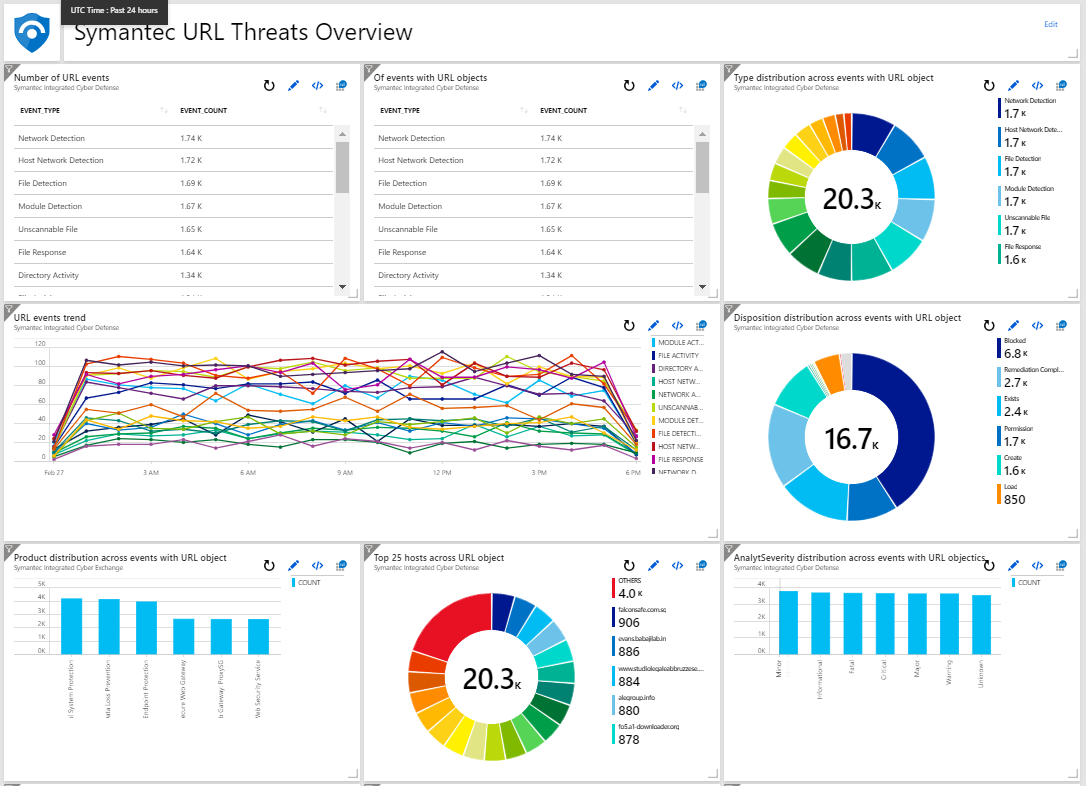 UTC Time : Past 24 hours
Symantec URL Threats Overview
Edit
Number of URL events
Symantec Integrated Cyber Defense
EVENT_TYPE EVENT_COUNT
Network Detection 1.74 K
Host Network Detection 1.72 K
File Detection 1.69 K
Module Detection 1.67 K
Unscannable File 1.65 K
File Response 1.64 K
Directory Activity 1.34 K
Of events with URL objects
Symantec Integrated Cyber Defense
EVENT_TYPE EVENT_COUNT
Network Detection 1.74 K
Host Network Detection 1.72 K
File Detection 1.69 K
Module Detection 1.67 K
Unscannable File 1.65 K
File Response 1.64 K
Directory Activity 1.34 K
Type distribution across events with URL object
Symantec Integrated Cyber Defense
20.3K
Network Detection
1.7 K
Host Network Dete...
1.7 K
File Detection
1.7 K
Module Detection
1.7 K
Unscannable File
1.7 K
File Response
1.6 K
URL events trend
Symantec Integrated Cyber Defense
120
100
80
60
40
20
0
Feb 27 3 AM 6 AM 9 AM 12 PM 3 PM 6 PM
MODULE ACT...
FILE ACTIVITY
DIRECTORY A...
HOST NETW...
NETWORK A...
UNSCANNAB...
MODULE DET...
FILE DETECTI...
HOST NETW...
FILE RESPONSE
NETWORK D...
Disposition distribution across events with URL object
Symantec Integrated Cyber Defense
16.7K
Blocked
6.8 K
Remediation Compl...
2.7 K
Exists
2.4 K
Permission
1.7 K
Create
1.6 K
Load
850
Product distribution across events with URL object
Symantec Integrated Cyber Exchange
5K
4K
3K
2K
1K
0K
l System Protection
ata Loss Prevention
Endpoint Protection
ecure Web Gateway
b Gateway: ProxySG
Web Security Service
COUNT
Top 25 hosts across URL object
Symantec Integrated Cyber Defense
20.3K
OTHERS
4.0 K
falconsafe.com.sg
906
evans.babajilab.in
886
www.studiolegaleabbruzzese....
884
alegroup.info
880
fo5.a1-downloader.org
878
AnalytSeverity distribution across events with URL objectics
Symantec Integrated Cyber Defense
4K
3K
2K
1K
0K
Minor
Informational
Fatal
Critical
Major
Warning
Unknown
COUNT